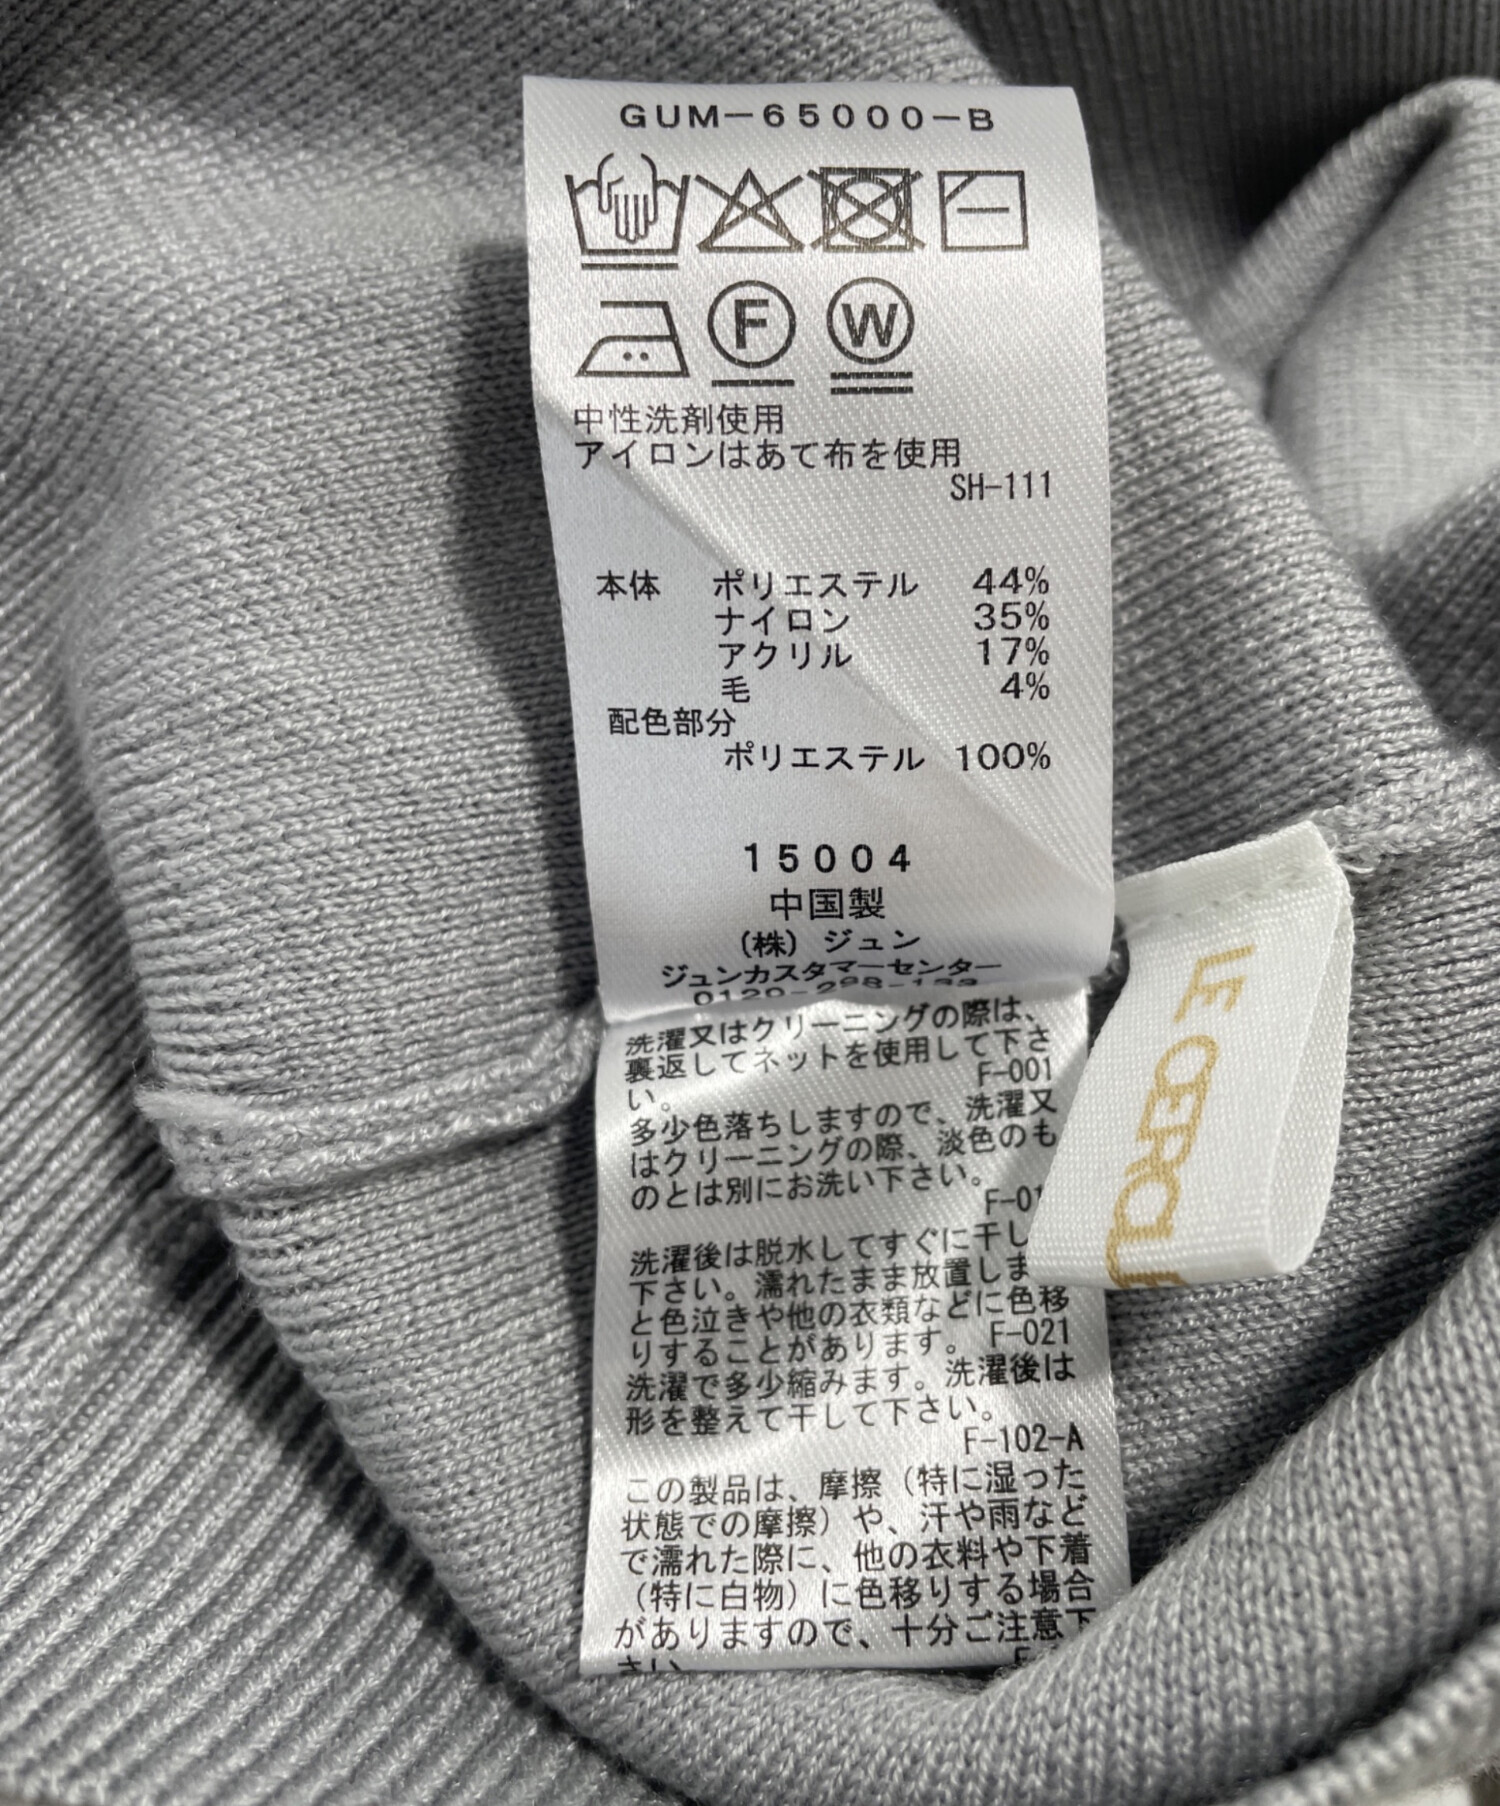 GUM-65000-B
F W
中性洗剤使用
アイロンはあて布を使用
SH-111
本体 ポリエステル 44%
ナイロン 35%
アクリル 17%
毛 4%
配色部分
ポリエステル 100%
15004
中国製
(株) ジュン
ジュンカスタマーセンター
洗濯又はクリーニングの際は、
裏返してネットを使用して下さ
い。 F-001
多少色落ちしますので、洗濯又
はクリーニングの際、淡色のも
のとは別にお洗い下さい。
洗濯後は脱水してすぐに干し
下さい。濡れたまま放置しま
と色泣きや他の衣類などに色移
りすることがあります。 F-021
洗濯で多少縮みます。洗濯後は
形を整えて干して下さい。
F-102-A
この製品は、摩擦（特に湿った
状態での摩擦）や、汗や雨など
で濡れた際に、他の衣料や下着
（特に白物）に色移りする場合
がありますので、十分ご注意下
さい
LE CERCLE